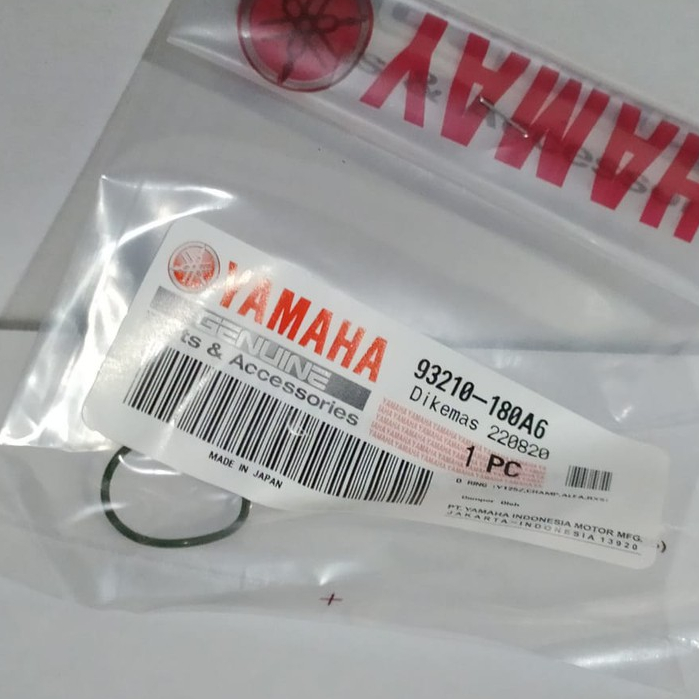 YAMAHA
YAMAHA
GENUINE
ts & Accessories
MADE IN JAPAN
93210-180A6
Dikemas 220820
1 PC
O RING
PT. YAMAHA INDONESIA MOTOR MFG.
JAKARTA-INDONESIA 13920